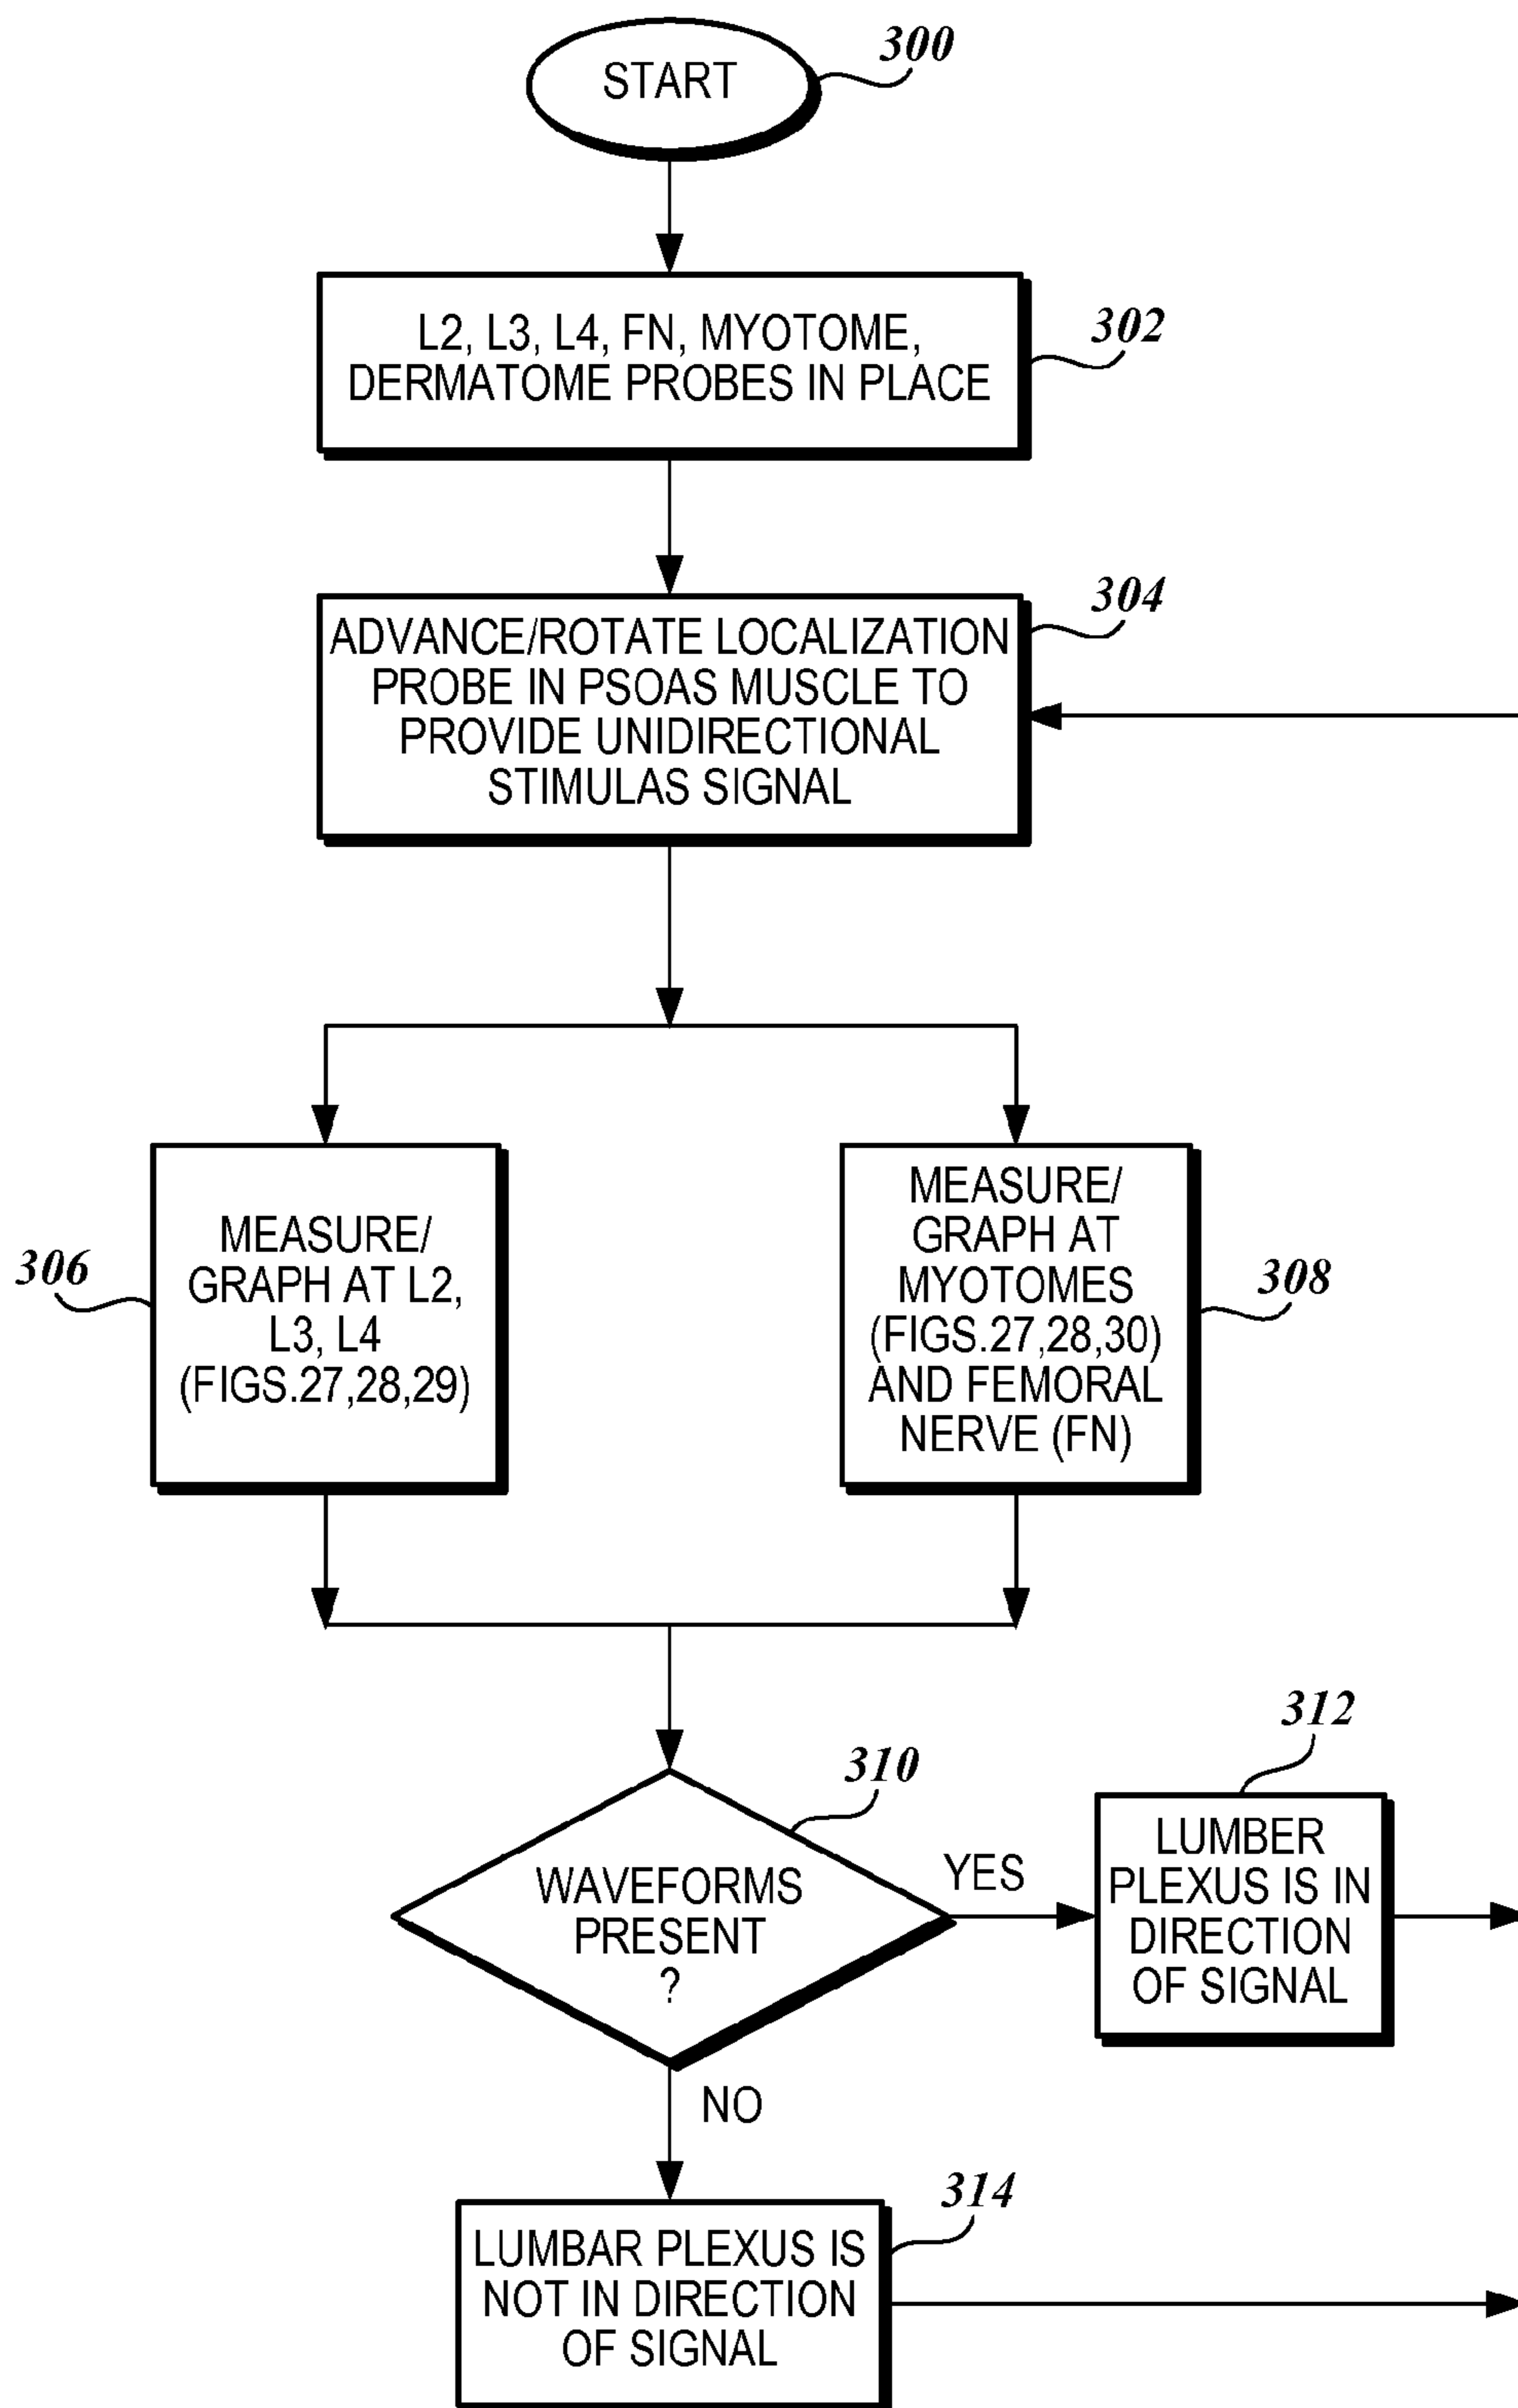 START
300
L2, L3, L4, FN, MYOTOME,
DERMATOME PROBES IN PLACE
302
ADVANCE/ROTATE LOCALIZATION
PROBE IN PSOAS MUSCLE TO
PROVIDE UNIDIRECTIONAL
STIMULAS SIGNAL
304
306
MEASURE/
GRAPH AT L2,
L3, L4
(FIGS.27,28,29)
MEASURE/
GRAPH AT
MYOTOMES
(FIGS.27,28,30)
AND FEMORAL
NERVE (FN)
308
WAVEFORMS
PRESENT
?
310
YES
312
LUMBER
PLEXUS IS IN
DIRECTION
OF SIGNAL
NO
314
LUMBAR PLEXUS IS
NOT IN DIRECTION
OF SIGNAL